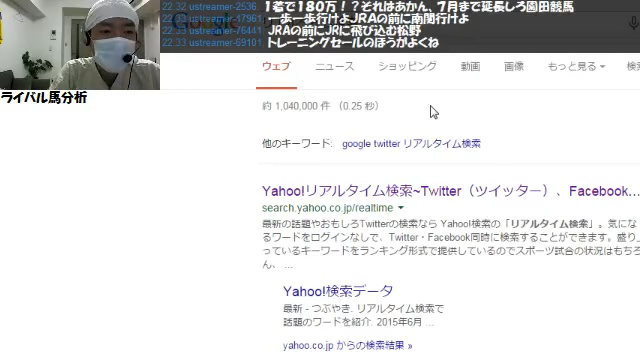 22 32 ustreamer-2536 1着で180万！？それはあかん、7月まで延長しろ園田競馬
22 33 ustreamer-17961 一歩一歩行けよJRAの前に南関行けよ
22 33 ustreamer-76441 JRAの前にJRに飛び込む松野
22 33 ustreamer-69101 トレーニングセールのほうがよくね
ライバル馬分析
ウェブ ニュース ショッピング 動画 画像 もっと見る 検
約 1,040,000 件 （0.25 秒）
他のキーワード: google twitter リアルタイム検索
Yahoo!リアルタイム検索~Twitter（ツイッター）、Facebook...
search.yahoo.co.jp/realtime
最新の話題やおもしろTwitterの検索なら Yahoo!検索の「リアルタイム検索」。気にな
るワードをログインなしで、Twitter・Facebook同時に検索することができます。盛り
っているキーワードをランキング形式で提供しているのでスポーツ試合の状況はもちろ
ん、 ...
Yahoo!検索データ
最新 - つぶやき. リアルタイム検索で
話題のワードを紹介. 2015年6月 ...
yahoo.co.jp からの検索結果 »